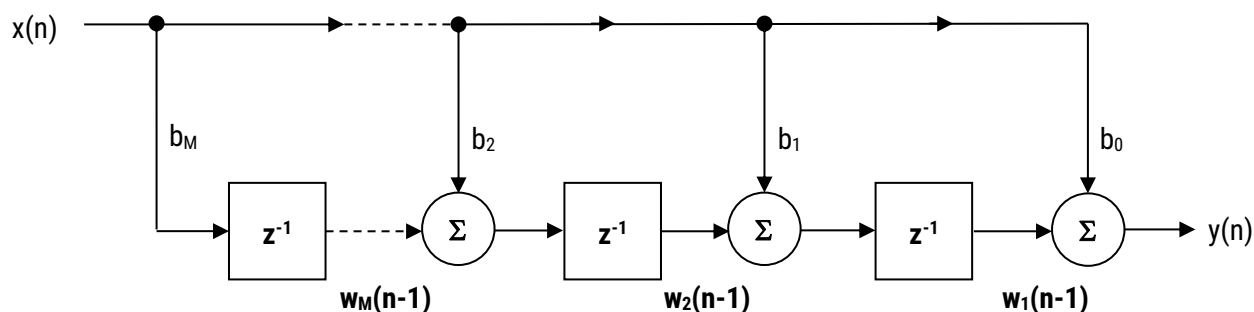 x(n)
b_M b_2 b_1 b_0
z^-1 Σ z^-1 Σ z^-1 Σ y(n)
w_M(n-1) w_2(n-1) w_1(n-1)